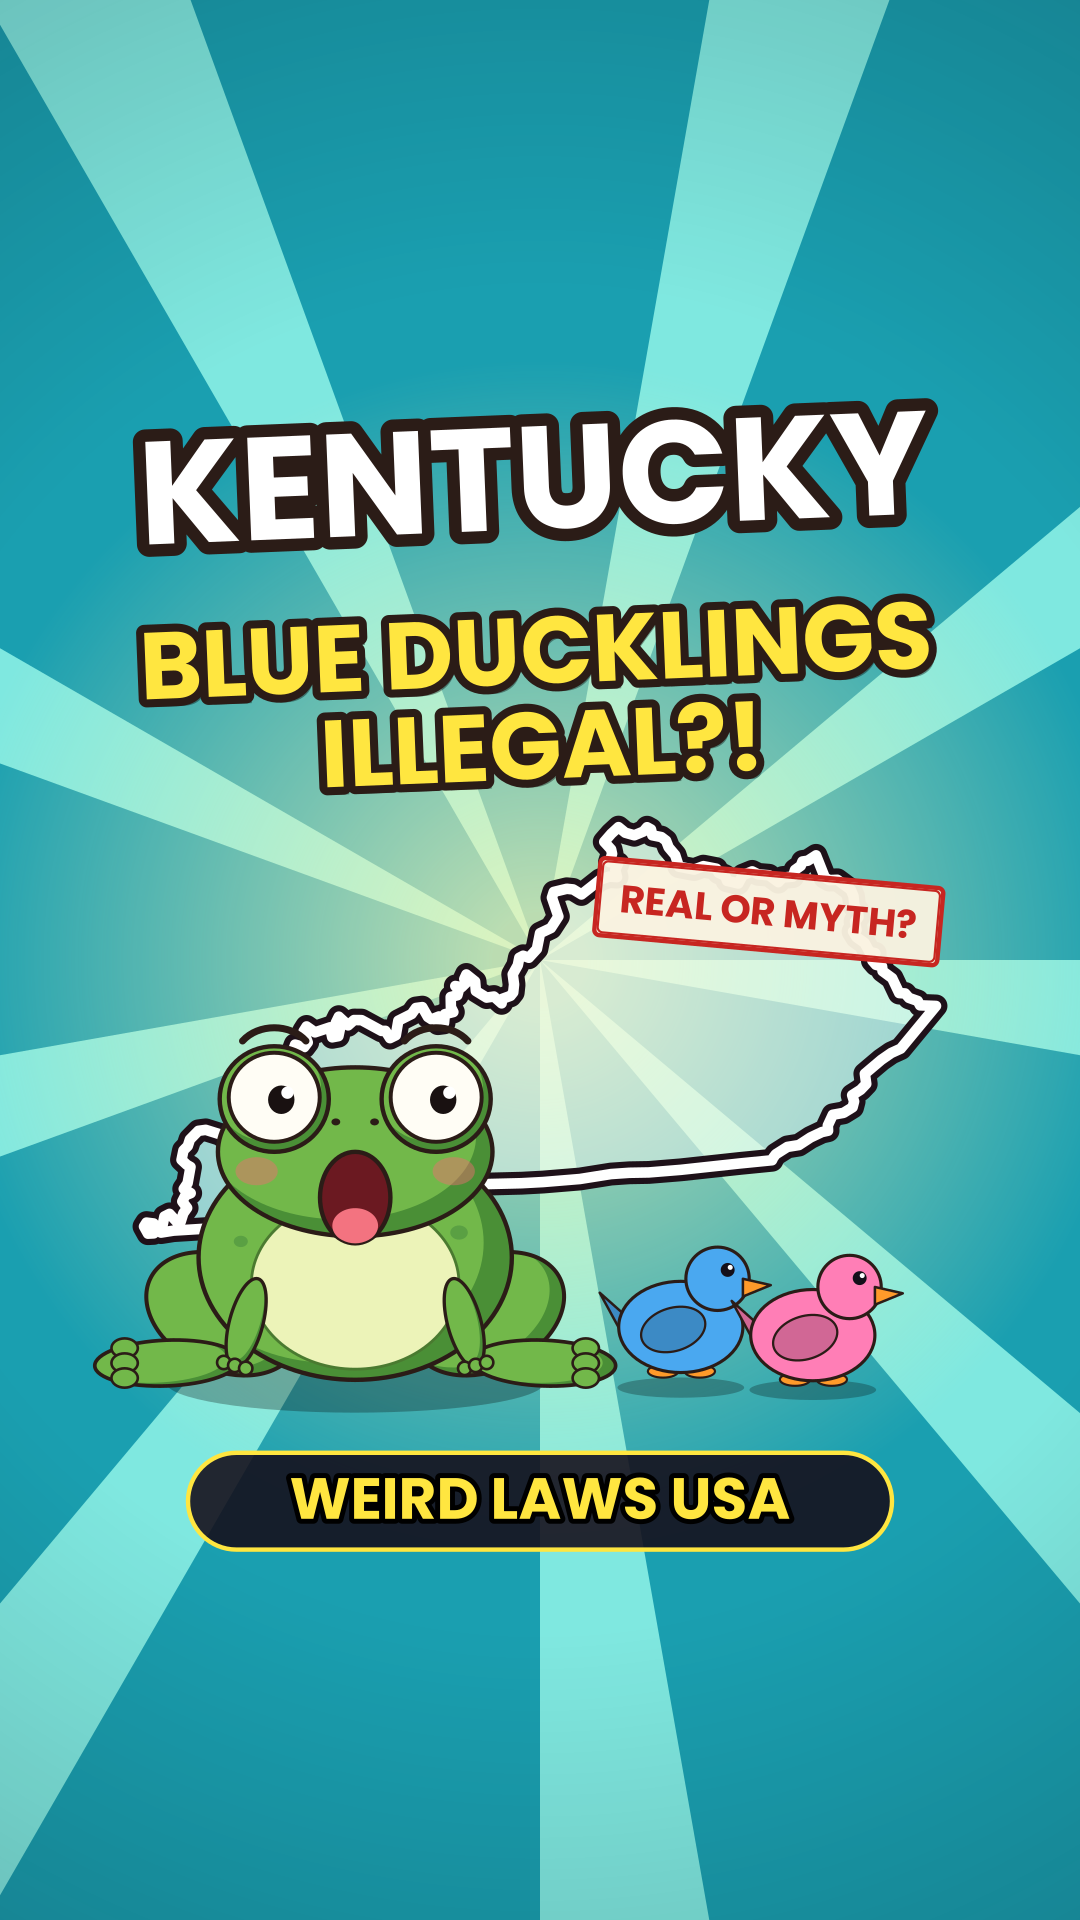 KENTUCKY
BLUE DUCKLINGS
ILLEGAL?!
REAL OR MYTH?
WEIRD LAWS USA